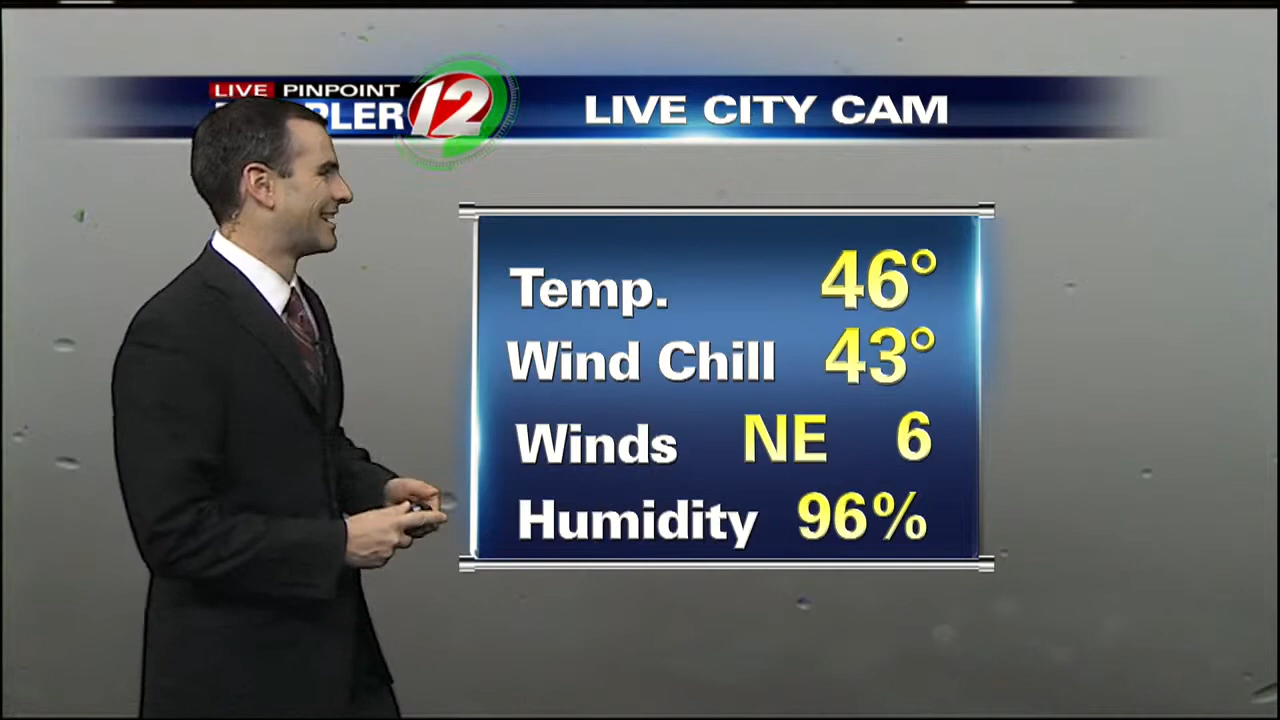 LIVE PINPOINT
12
LIVE CITY CAM
Temp. 46°
Wind Chill 43°
Winds NE 6
Humidity 96%